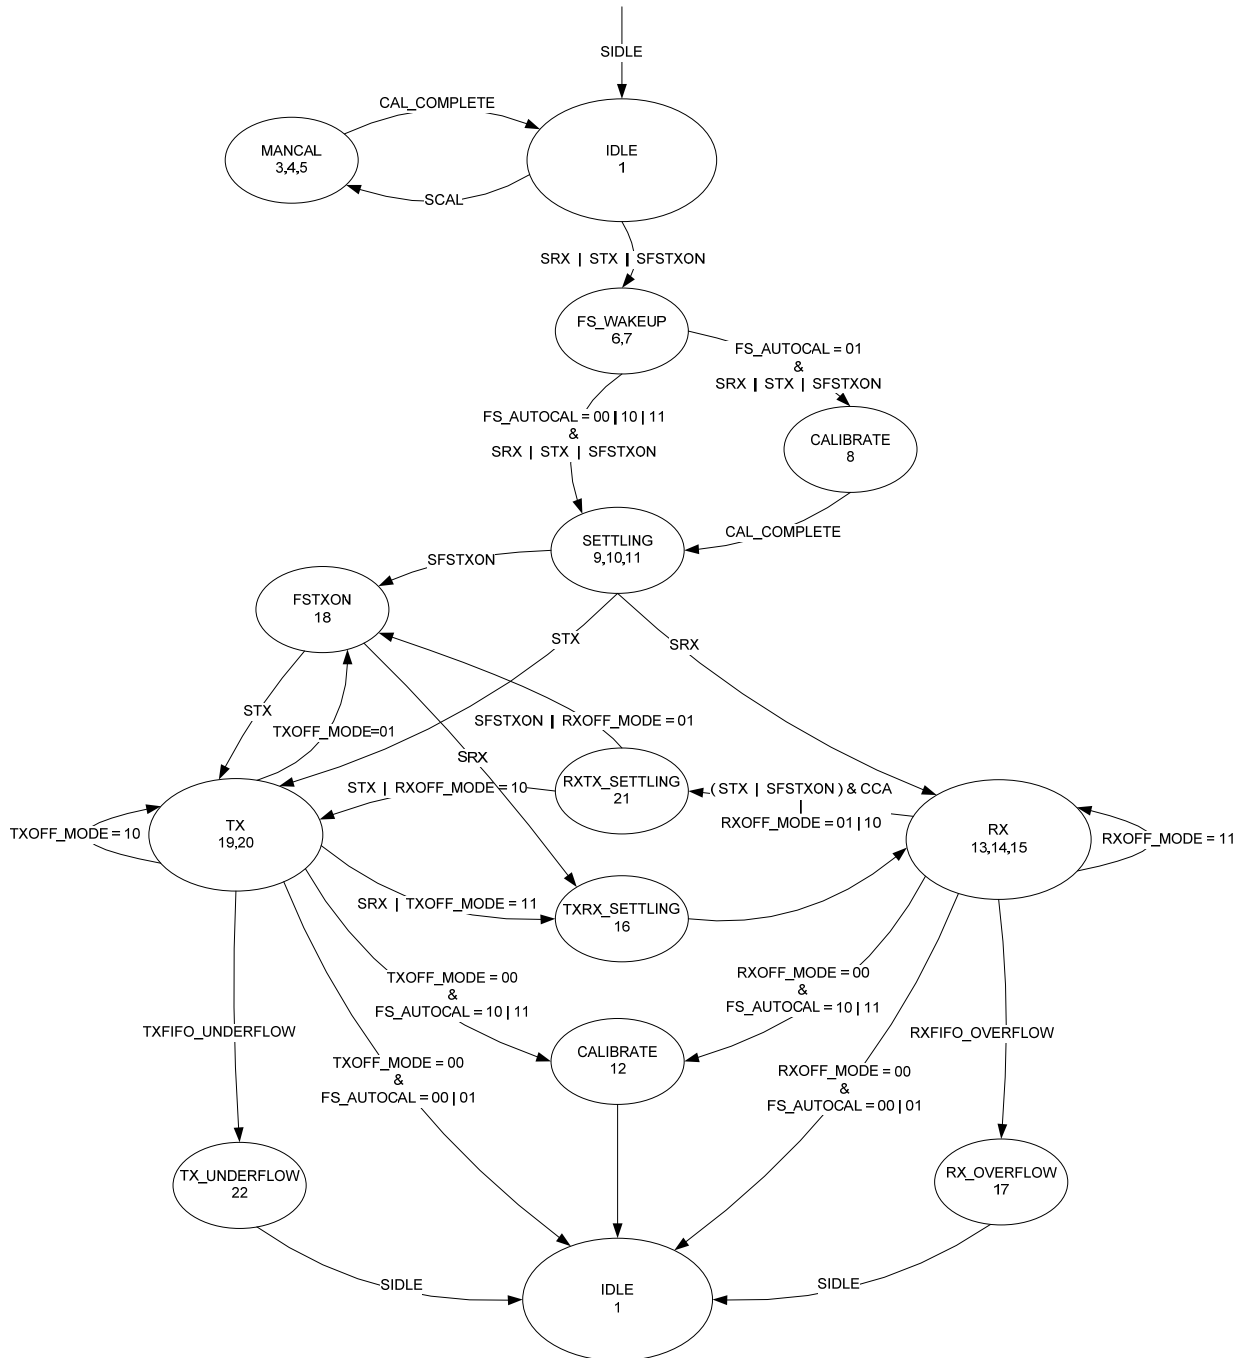 SIDLE
CAL_COMPLETE
MANCAL
3,4,5
IDLE
1
SCAL
SRX | STX | SFSTXON
FS_WAKEUP
6,7
FS_AUTOCAL = 01
&
SRX | STX | SFSTXON
FS_AUTOCAL = 00 | 10 | 11
&
SRX | STX | SFSTXON
CALIBRATE
8
CAL_COMPLETE
SETTLING
9,10,11
SFSTXON
FSTXON
18
STX
SRX
STX
TXOFF_MODE=01
SFSTXON | RXOFF_MODE = 01
SRX
STX | RXOFF_MODE = 10
RXTX_SETTLING
21
( STX | SFSTXON ) & CCA
|
RXOFF_MODE = 01 | 10
TXOFF_MODE = 10
TX
19,20
RX
13,14,15
RXOFF_MODE = 11
SRX | TXOFF_MODE = 11
TXRX_SETTLING
16
TXOFF_MODE = 00
&
FS_AUTOCAL = 10 | 11
RXOFF_MODE = 00
&
FS_AUTOCAL = 10 | 11
TXFIFO_UNDERFLOW
RXFIFO_OVERFLOW
CALIBRATE
12
TXOFF_MODE = 00
&
FS_AUTOCAL = 00 | 01
RXOFF_MODE = 00
&
FS_AUTOCAL = 00 | 01
TX_UNDERFLOW
22
RX_OVERFLOW
17
SIDLE
SIDLE
IDLE
1